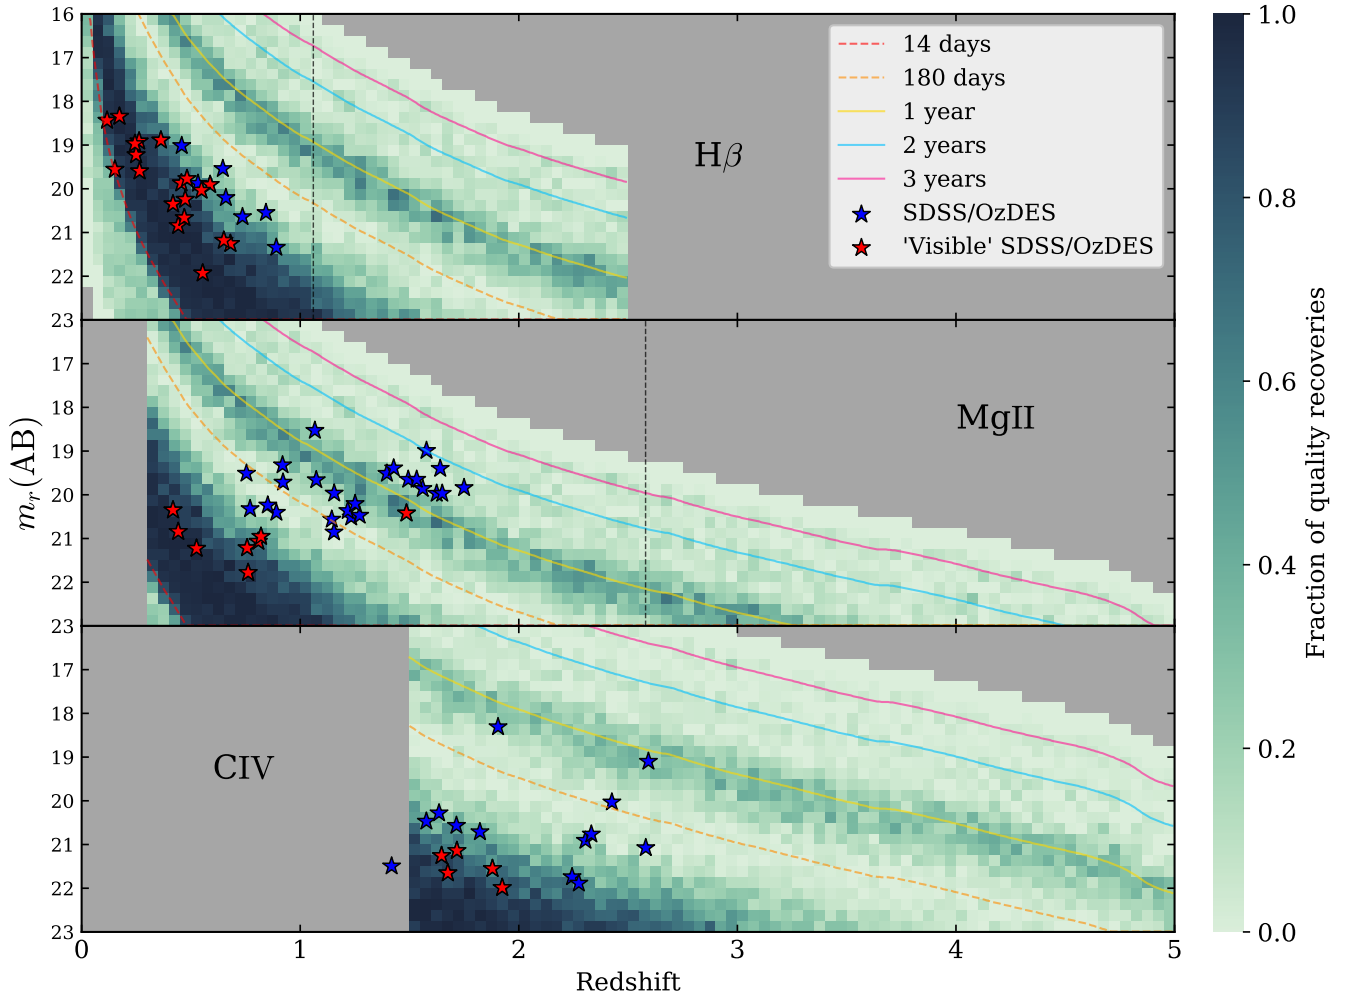 16
17
18
19
20
21
22
23
Hβ
14 days
180 days
1 year
2 years
3 years
SDSS/OzDES
'Visible' SDSS/OzDES
17
18
19
20
21
22
23
MgII
m_r(AB)
17
18
19
20
21
22
23
CIV
0
1
2
3
4
5
Redshift
1.0
0.8
0.6
0.4
0.2
0.0
Fraction of quality recoveries